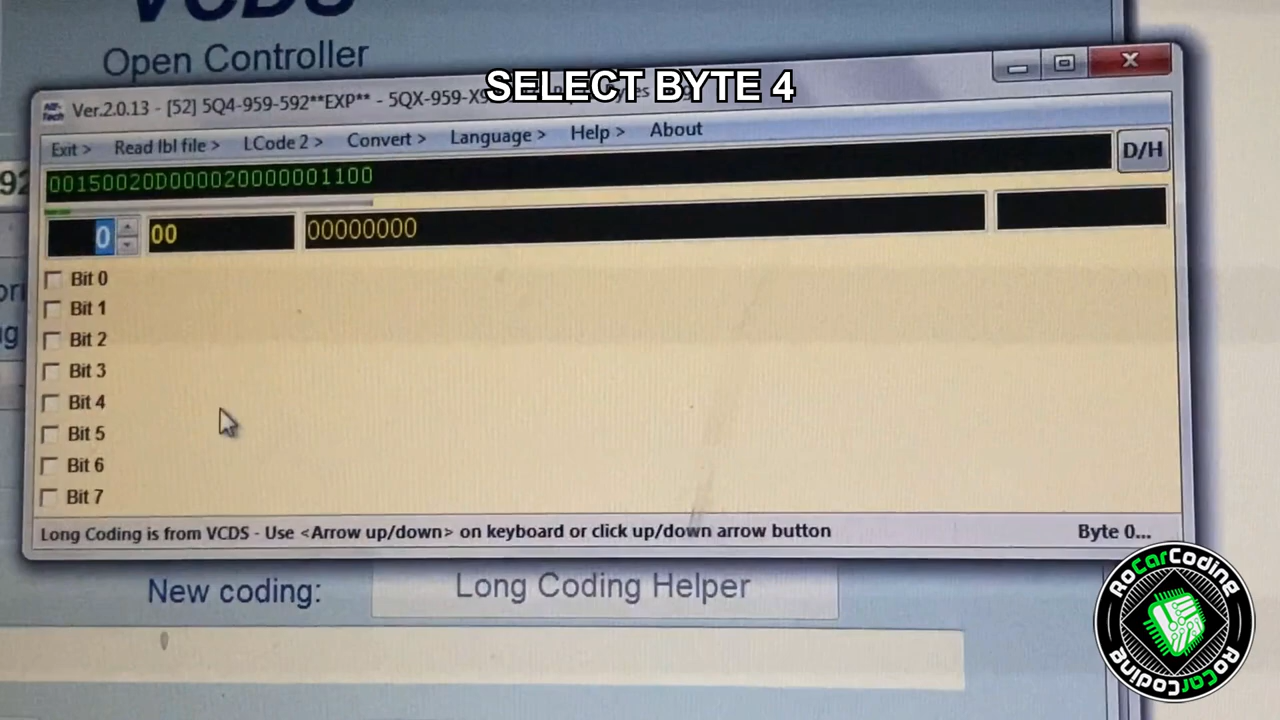 VCDS
Open Controller
SELECT BYTE 4
Ver.2.0.13 - [52] 5Q4-959-592**EXP** - 5QX-959-X9
Exit > Read lbl file > LCode 2 > Convert > Language > Help > About
00150020D0000200000001100
D/H
92
0 00 00000000
Bit 0
Bit 1
Bit 2
Bit 3
Bit 4
Bit 5
Bit 6
Bit 7
Long Coding is from VCDS - Use <Arrow up/down> on keyboard or click up/down arrow button Byte 0...
New coding: Long Coding Helper
RoCarCoding
RoCarCoding